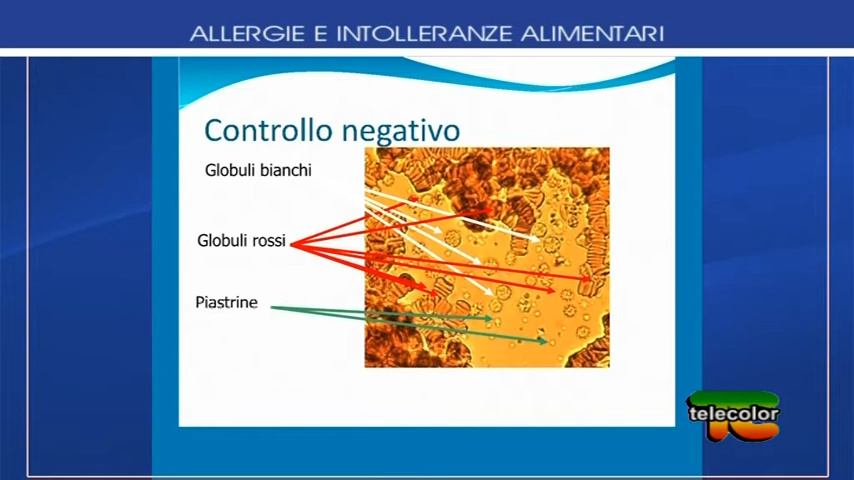 ALLERGIE E INTOLLERANZE ALIMENTARI
Controllo negativo
Globuli bianchi
Globuli rossi
Piastrine
telecolor